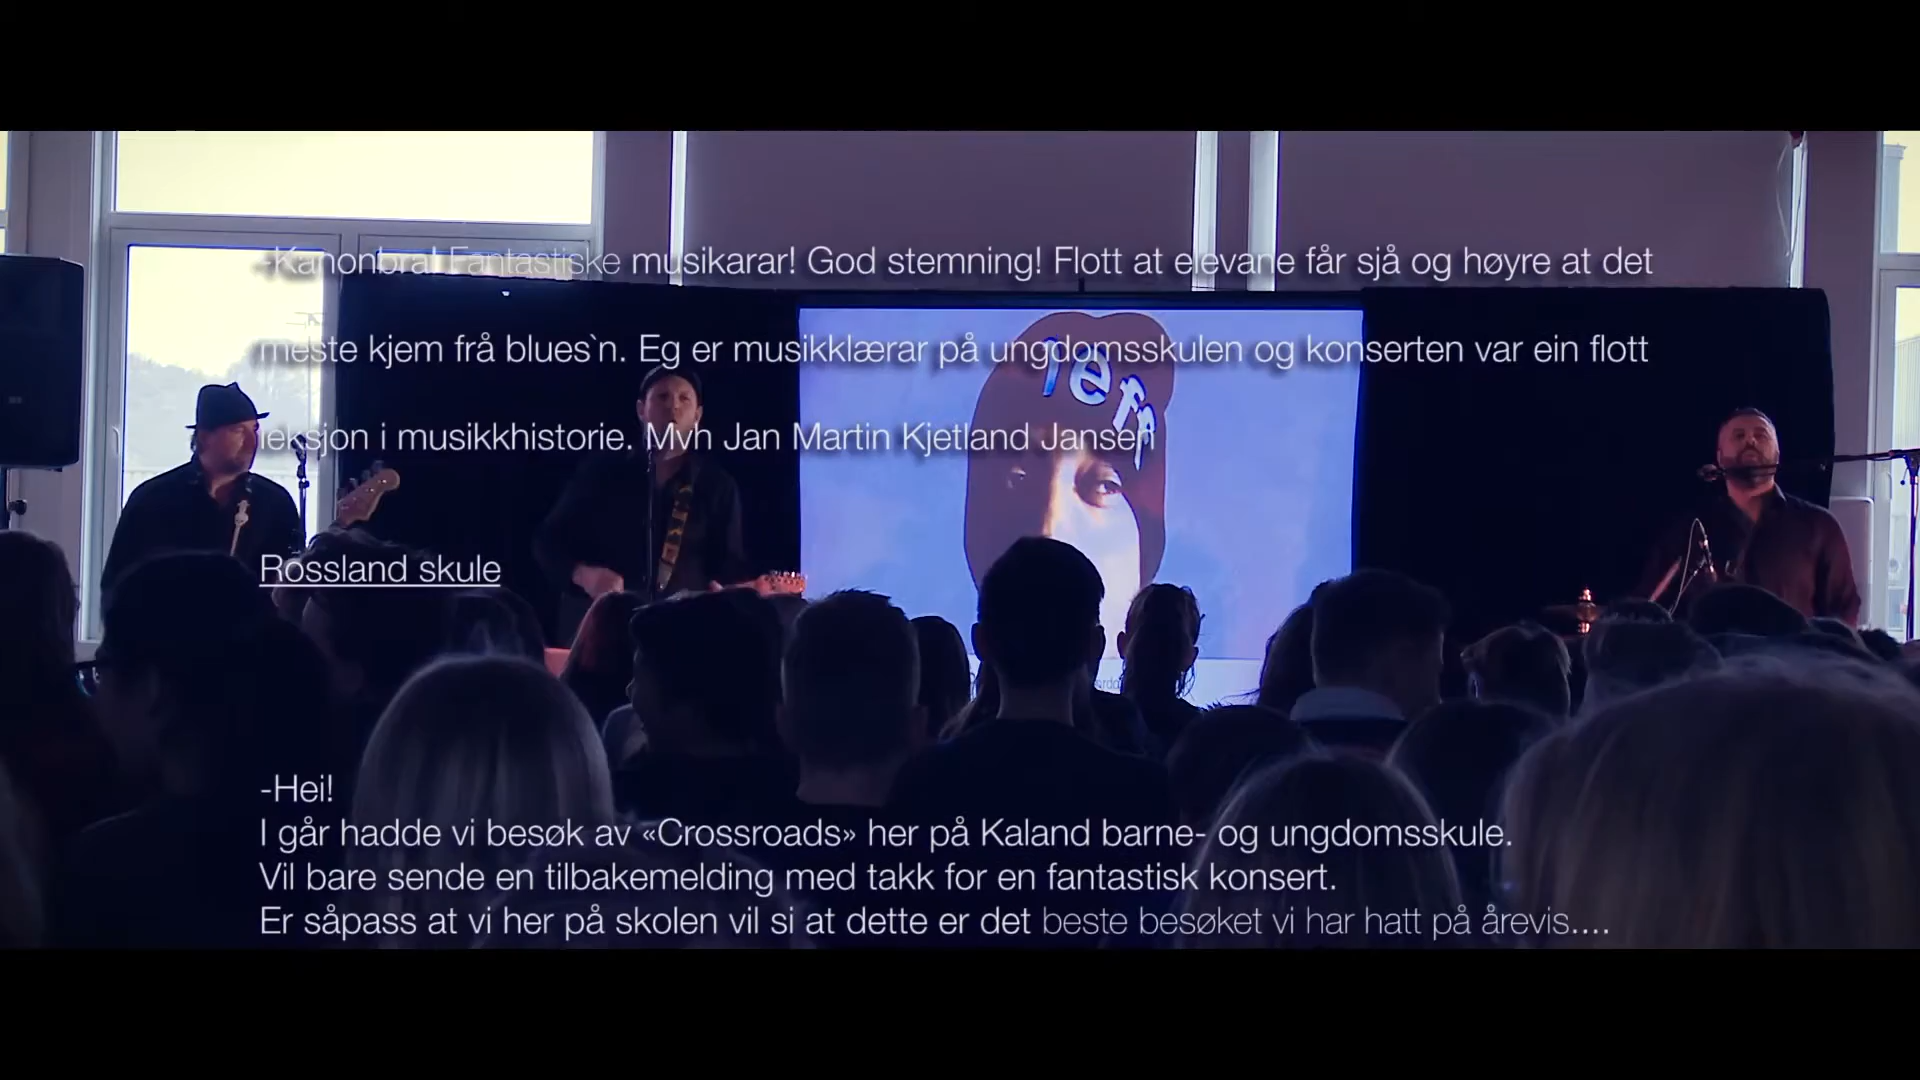 -Kanonbra! Fantastiske musikarar! God stemning! Flott at elevane får sjå og høyre at det
meste kjem frå blues`n. Eg er musikklærar på ungdomsskulen og konserten var ein flott
leksjon i musikkhistorie. Mvh Jan Martin Kjetland Jansen
Rossland skule
-Hei!
I går hadde vi besøk av «Crossroads» her på Kaland barne- og ungdomsskule.
Vil bare sende en tilbakemelding med takk for en fantastisk konsert.
Er såpass at vi her på skolen vil si at dette er det beste besøket vi har hatt på årevis....